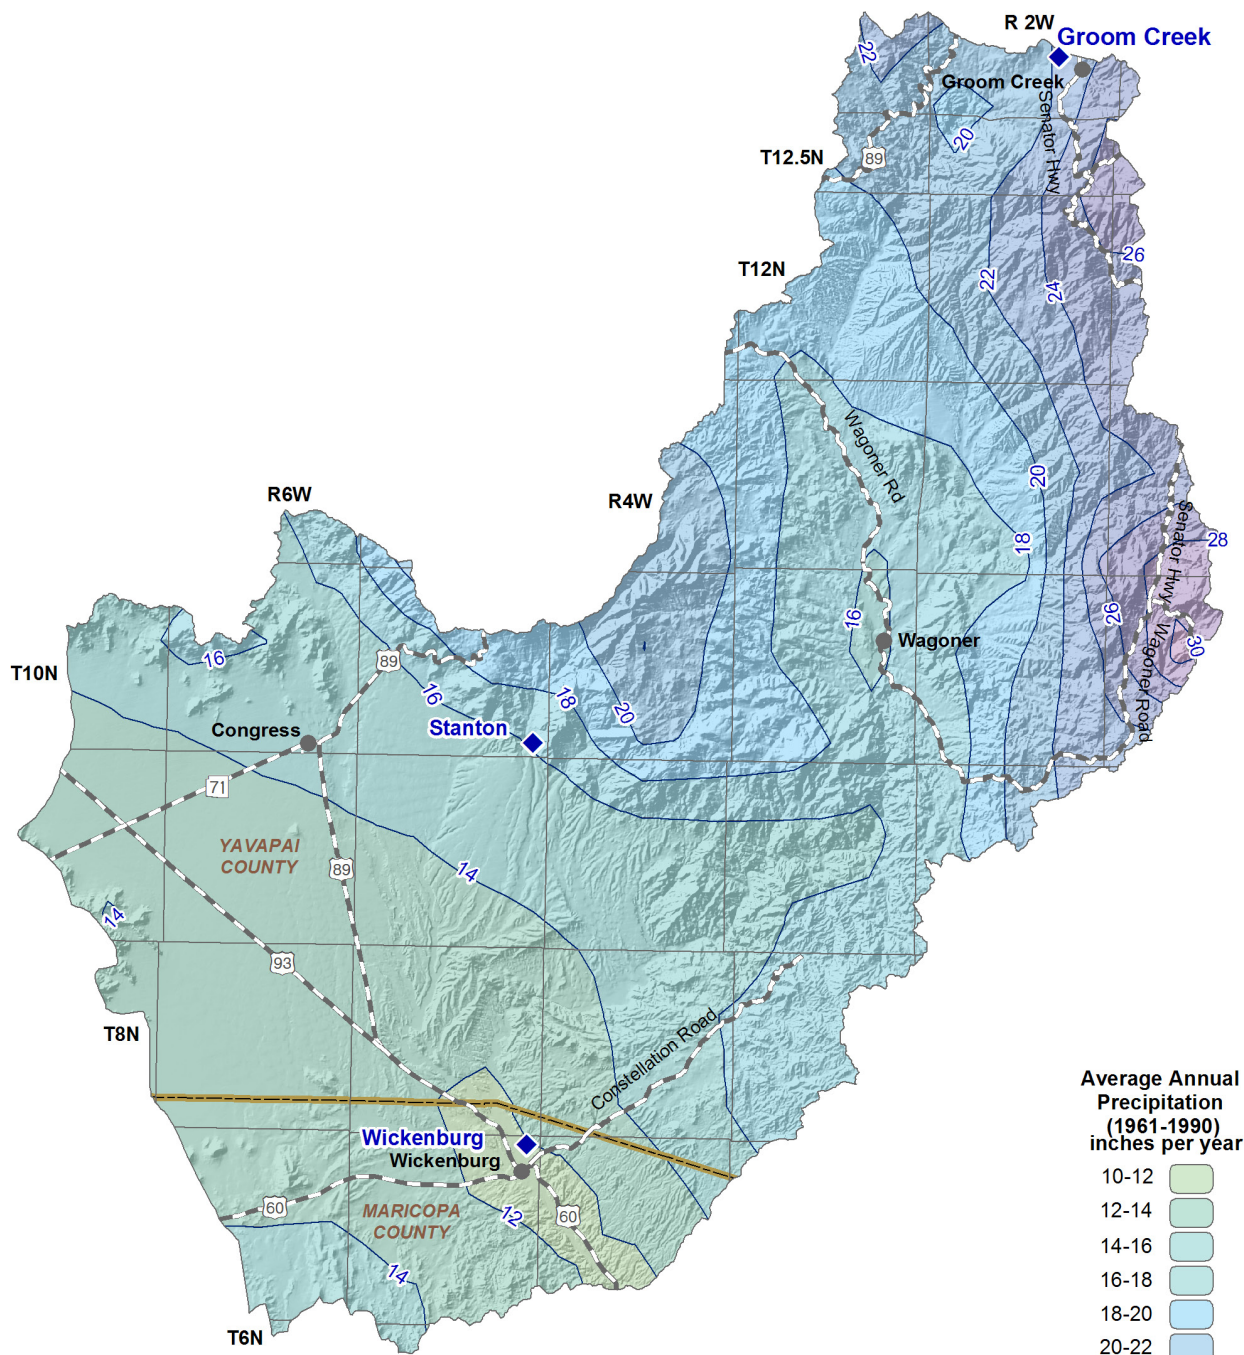 R 2W
Groom Creek
22
Groom Creek
Senator Hwy
20
T12.5N
89
26
T12N
22
24
Wagoner Rd
20
R6W
R4W
Senator Hwy
18
28
16
26
Wagoner Road
30
Wagoner
16
T10N
89
16
18
20
Congress
Stanton
71
YAVAPAI
COUNTY
89
14
14
93
T8N
Constellation Road
Wickenburg
Wickenburg
60
MARICOPA
COUNTY
12
60
14
T6N
Average Annual
Precipitation
(1961-1990)
inches per year
10-12
12-14
14-16
16-18
18-20
20-22